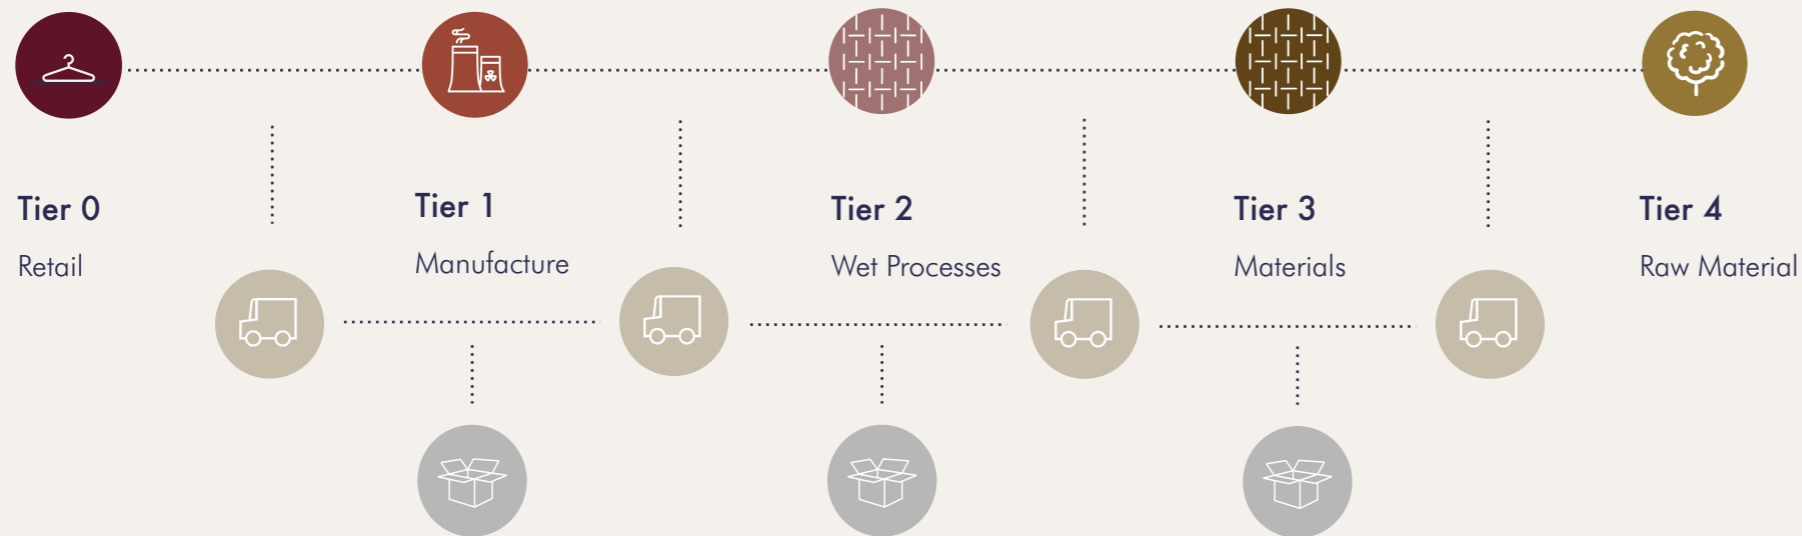 Tier 0
Retail
Tier 1
Manufacture
Tier 2
Wet Processes
Tier 3
Materials
Tier 4
Raw Material